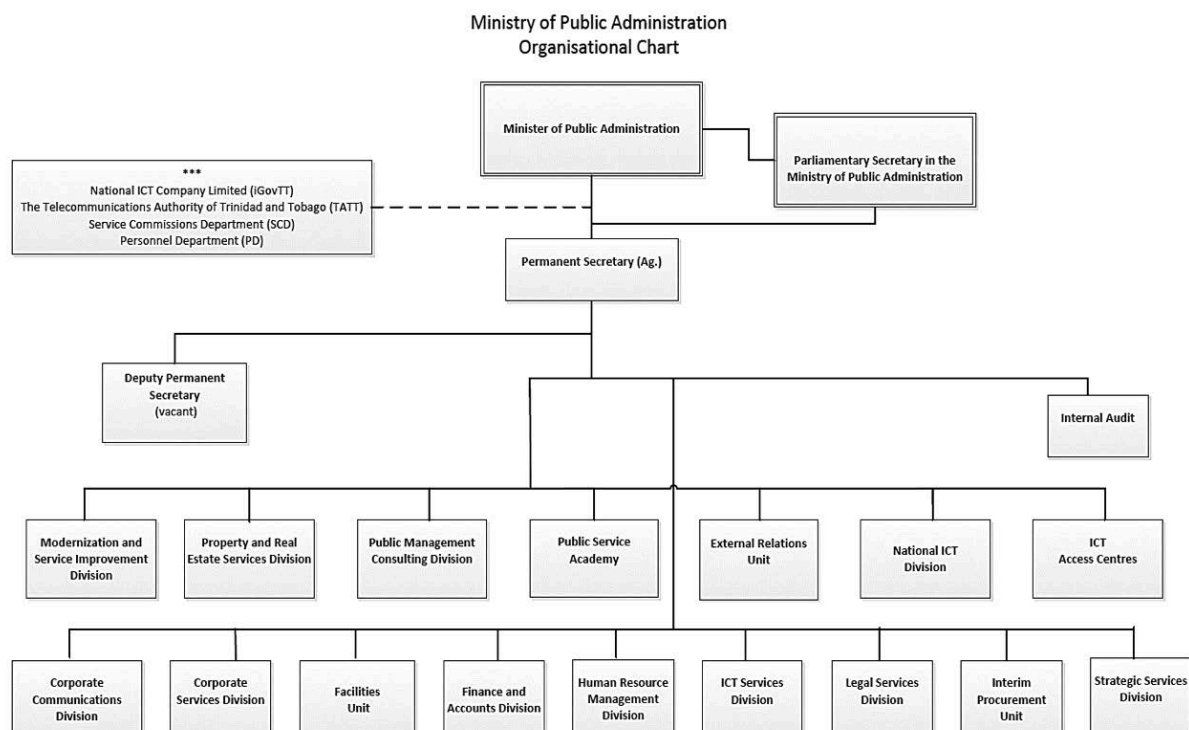 Ministry of Public Administration
Organisational Chart
Minister of Public Administration
Parliamentary Secretary in the
Ministry of Public Administration
***
National ICT Company Limited (iGovTT)
The Telecommunications Authority of Trinidad and Tobago (TATT)
Service Commissions Department (SCD)
Personnel Department (PD)
Permanent Secretary (Ag.)
Deputy Permanent
Secretary
(vacant)
Internal Audit
Modernization and
Service Improvement
Division
Property and Real
Estate Services Division
Public Management
Consulting Division
Public Service
Academy
External Relations
Unit
National ICT
Division
ICT
Access Centres
Corporate
Communications
Division
Corporate
Services Division
Facilities
Unit
Finance and
Accounts Division
Human Resource
Management
Division
ICT Services
Division
Legal Services
Division
Interim
Procurement
Unit
Strategic Services
Division